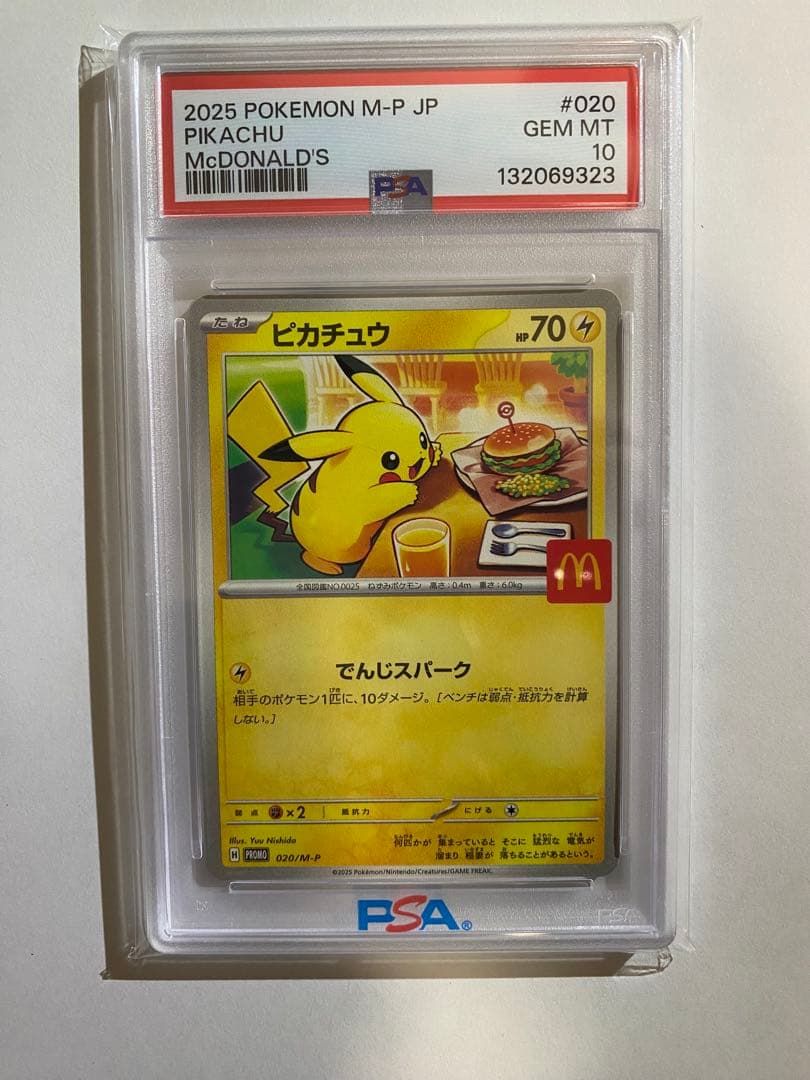 2025 POKEMON M-P JP #020
PIKACHU GEM MT
McDONALD'S 10
132069323
PSA
たね ピカチュウ HP70
全国図鑑NO.0025 ねずみポケモン 高さ:0.4m 重さ:6.0kg
M
でんじスパーク
相手のポケモン1匹に、10ダメージ。[ベンチは弱点・抵抗力を計算
しない。]
弱点 ×2 抵抗力 にげる
Illus. Yuu Nishida
何匹かが 集まっていると そこに 猛烈な 電気が
溜まり 稲妻が 落ちることがあるという。
H PROMO 020/M-P
©2025 Pokémon/Nintendo/Creatures/GAME FREAK.
PSA®